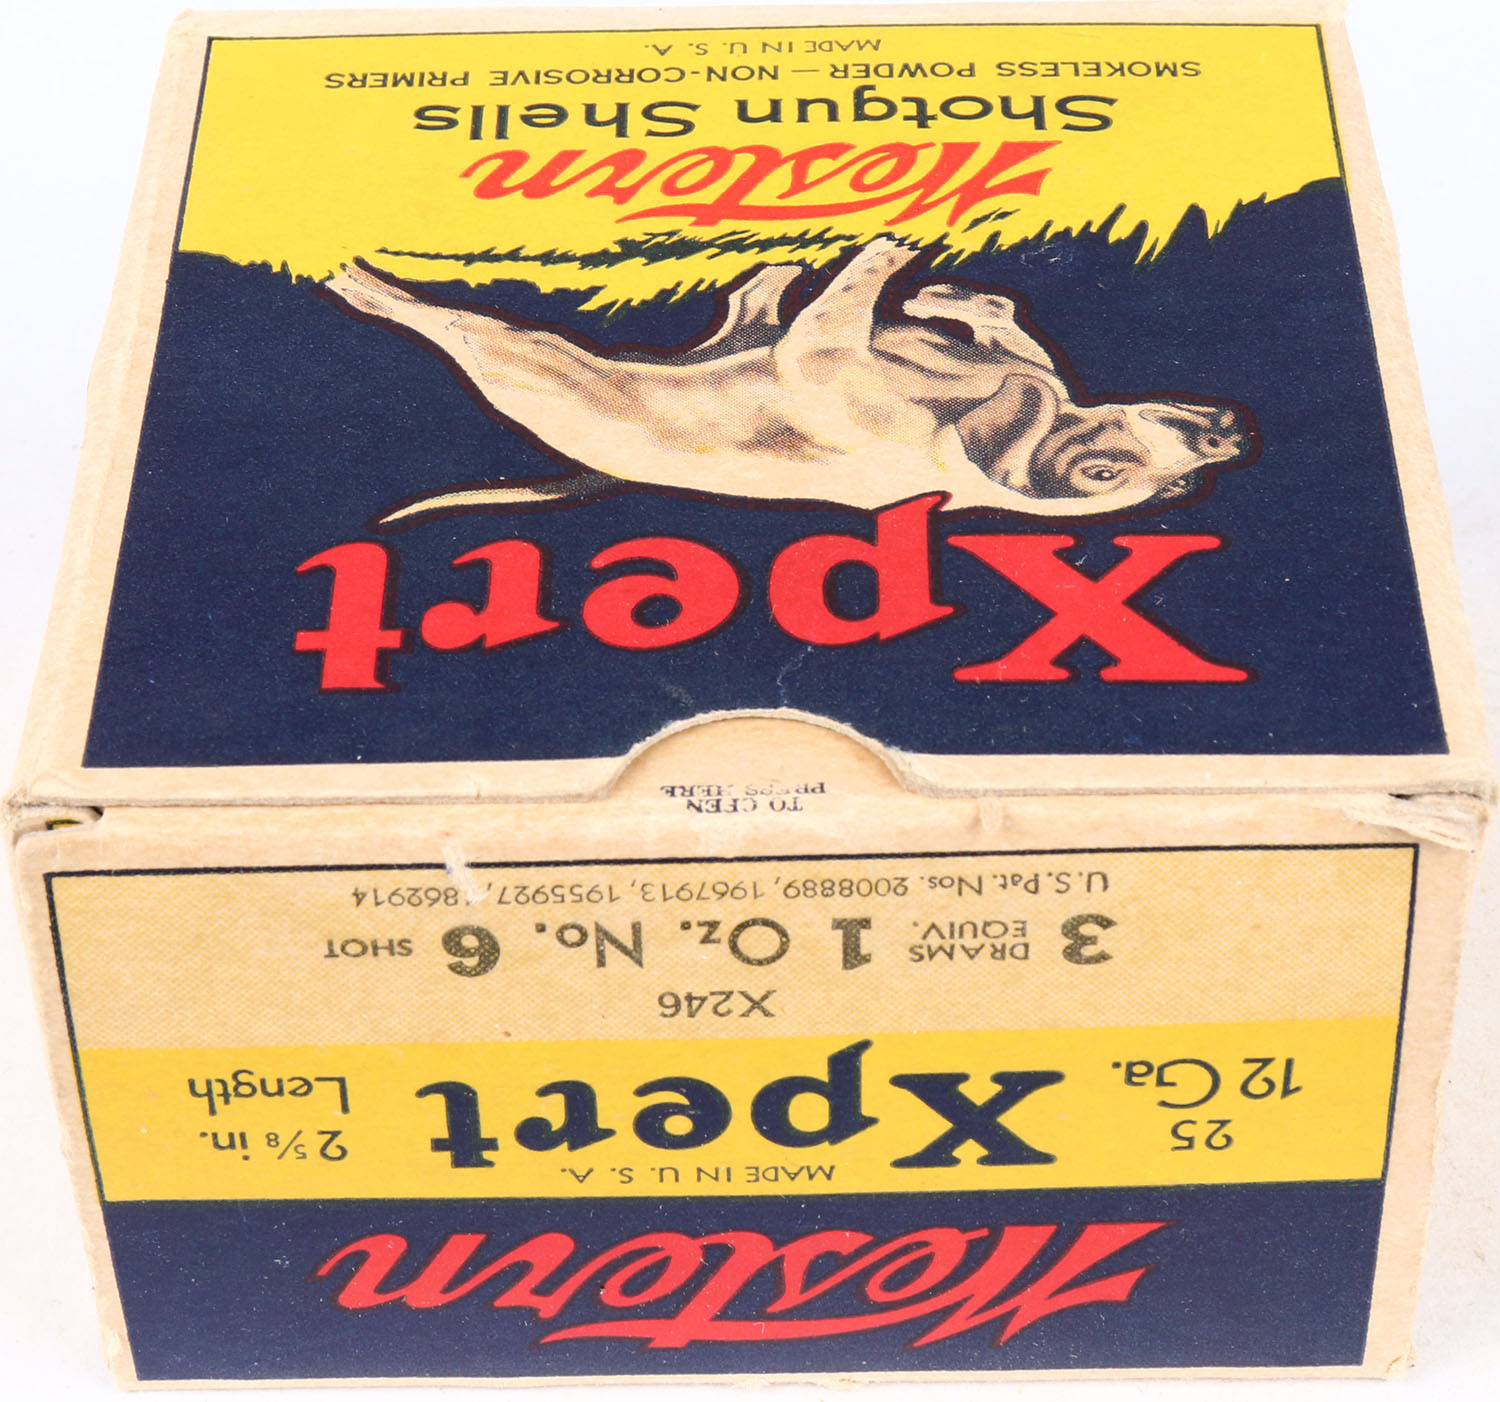 Xpert
Western
Shotgun Shells
SMOKELESS POWDER — NON-CORROSIVE PRIMERS
MADE IN U. S. A.
Western
MADE IN U. S. A.
25
12 Ga.
Xpert
2 5/8 in.
Length
X246
3 DRAMS EQUIV. 1 Oz. No. 6 SHOT
U.S. Pat. Nos. 2008889, 1967913, 1955927, 1862914
TO OPEN
PRESS HERE